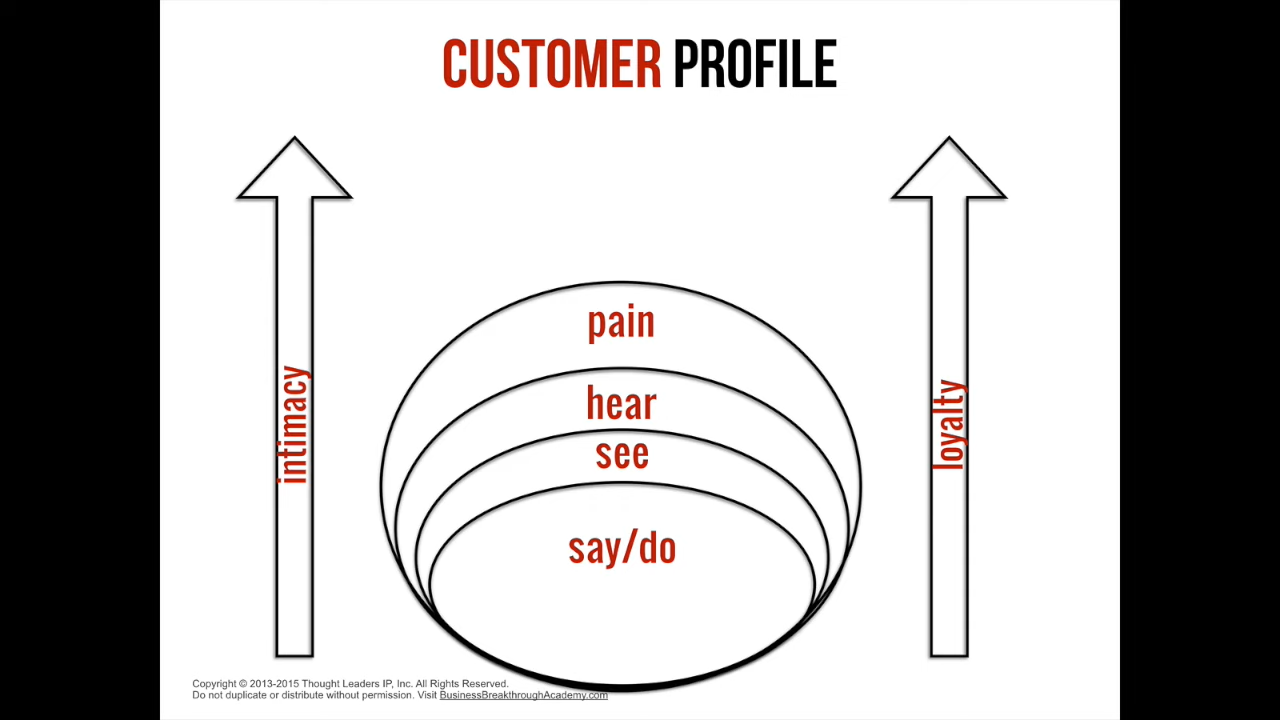 CUSTOMER PROFILE
pain
hear
see
say/do
intimacy
loyalty
Copyright © 2013-2015 Thought Leaders IP, Inc. All Rights Reserved.
Do not duplicate or distribute without permission. Visit BusinessBreakthroughAcademy.com